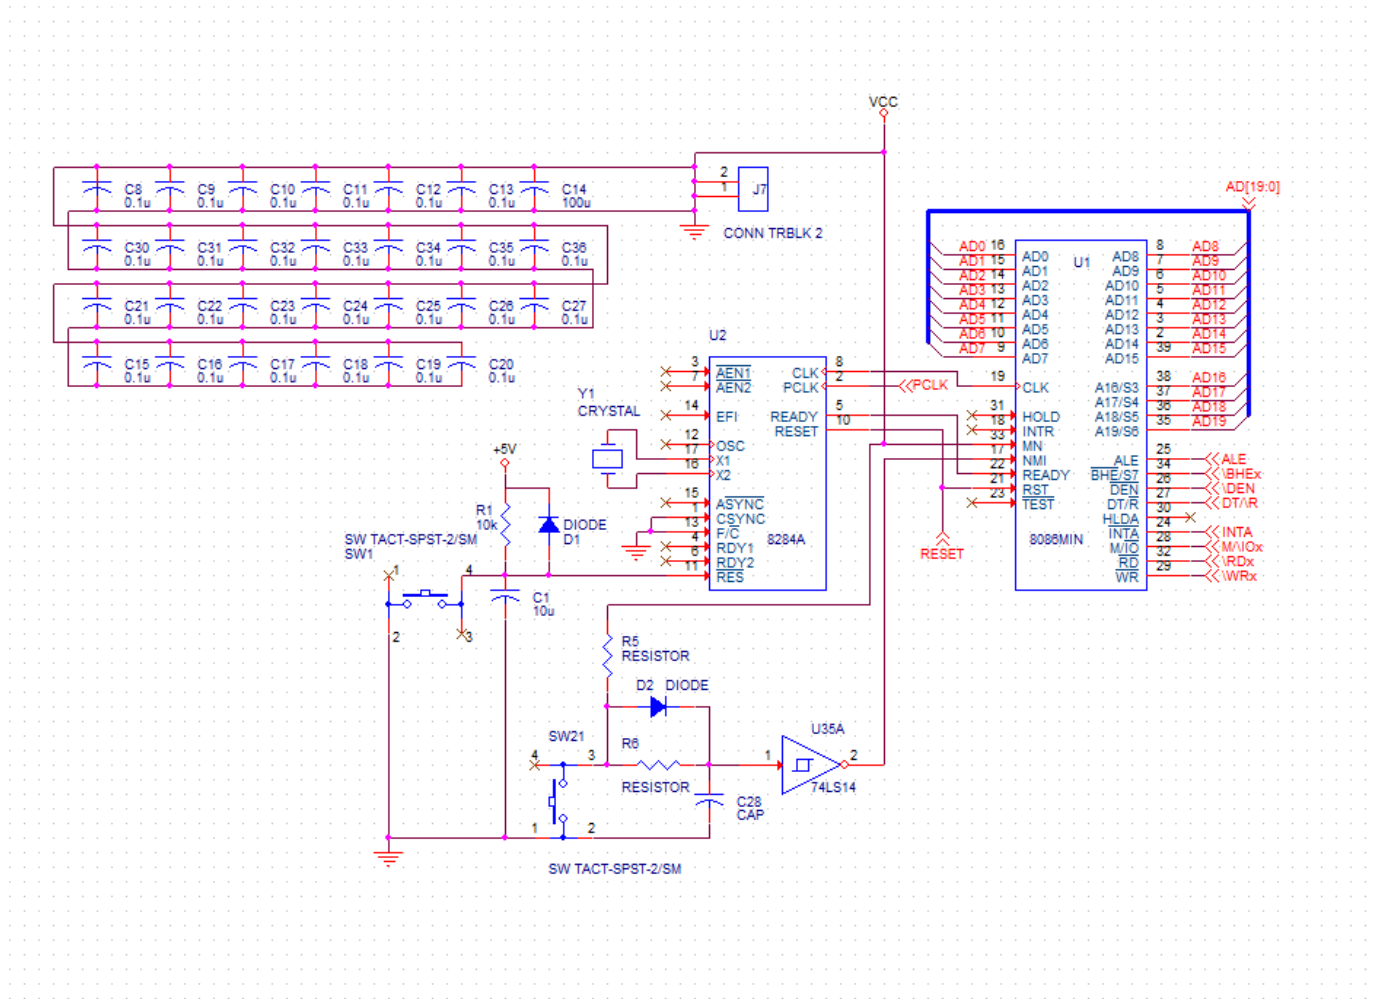 VCC
C8 0.1u
C9 0.1u
C10 0.1u
C11 0.1u
C12 0.1u
C13 0.1u
C14 100u
2
1
J7
CONN TRBLK 2
C30 0.1u
C31 0.1u
C32 0.1u
C33 0.1u
C34 0.1u
C35 0.1u
C36 0.1u
C21 0.1u
C22 0.1u
C23 0.1u
C24 0.1u
C25 0.1u
C26 0.1u
C27 0.1u
C15 0.1u
C16 0.1u
C17 0.1u
C18 0.1u
C19 0.1u
C20 0.1u
AD[19:0]
U1
AD0 16 AD0
AD1 15 AD1
AD2 14 AD2
AD3 13 AD3
AD4 12 AD4
AD5 11 AD5
AD6 10 AD6
AD7 9 AD7
19 CLK
31 HOLD
18 INTR
33 MN
17 NMI
22 READY
21 RST
23 TEST
AD8 8 AD8
AD9 7 AD9
AD10 6 AD10
AD11 5 AD11
AD12 4 AD12
AD13 3 AD13
AD14 2 AD14
AD15 39 AD15
A16/S3 38 AD16
A17/S4 37 AD17
A18/S5 36 AD18
A19/S6 35 AD19
ALE 25 ALE
BHE/S7 34 \BHEx
DEN 26 \DEN
DT/R 27 DT/\R
HLDA 30
INTA 24 INTA
M/IO 28 M/\IOx
RD 32 \RDx
WR 29 \WRx
8086MIN
U2
3 AEN1
7 AEN2
14 EFI
12 OSC
17 X1
16 X2
15 ASYNC
1 CSYNC
13 F/C
4 RDY1
6 RDY2
11 RES
CLK 8
PCLK 2 PCLK
READY 5
RESET 10
8284A
RESET
Y1
CRYSTAL
+5V
R1
10k
DIODE
D1
SW TACT-SPST-2/SM
SW1
1
4
2
3
C1
10u
R5
RESISTOR
D2 DIODE
SW21
R6
RESISTOR
4
3
1
2
C28
CAP
U35A
1
2
74LS14
SW TACT-SPST-2/SM